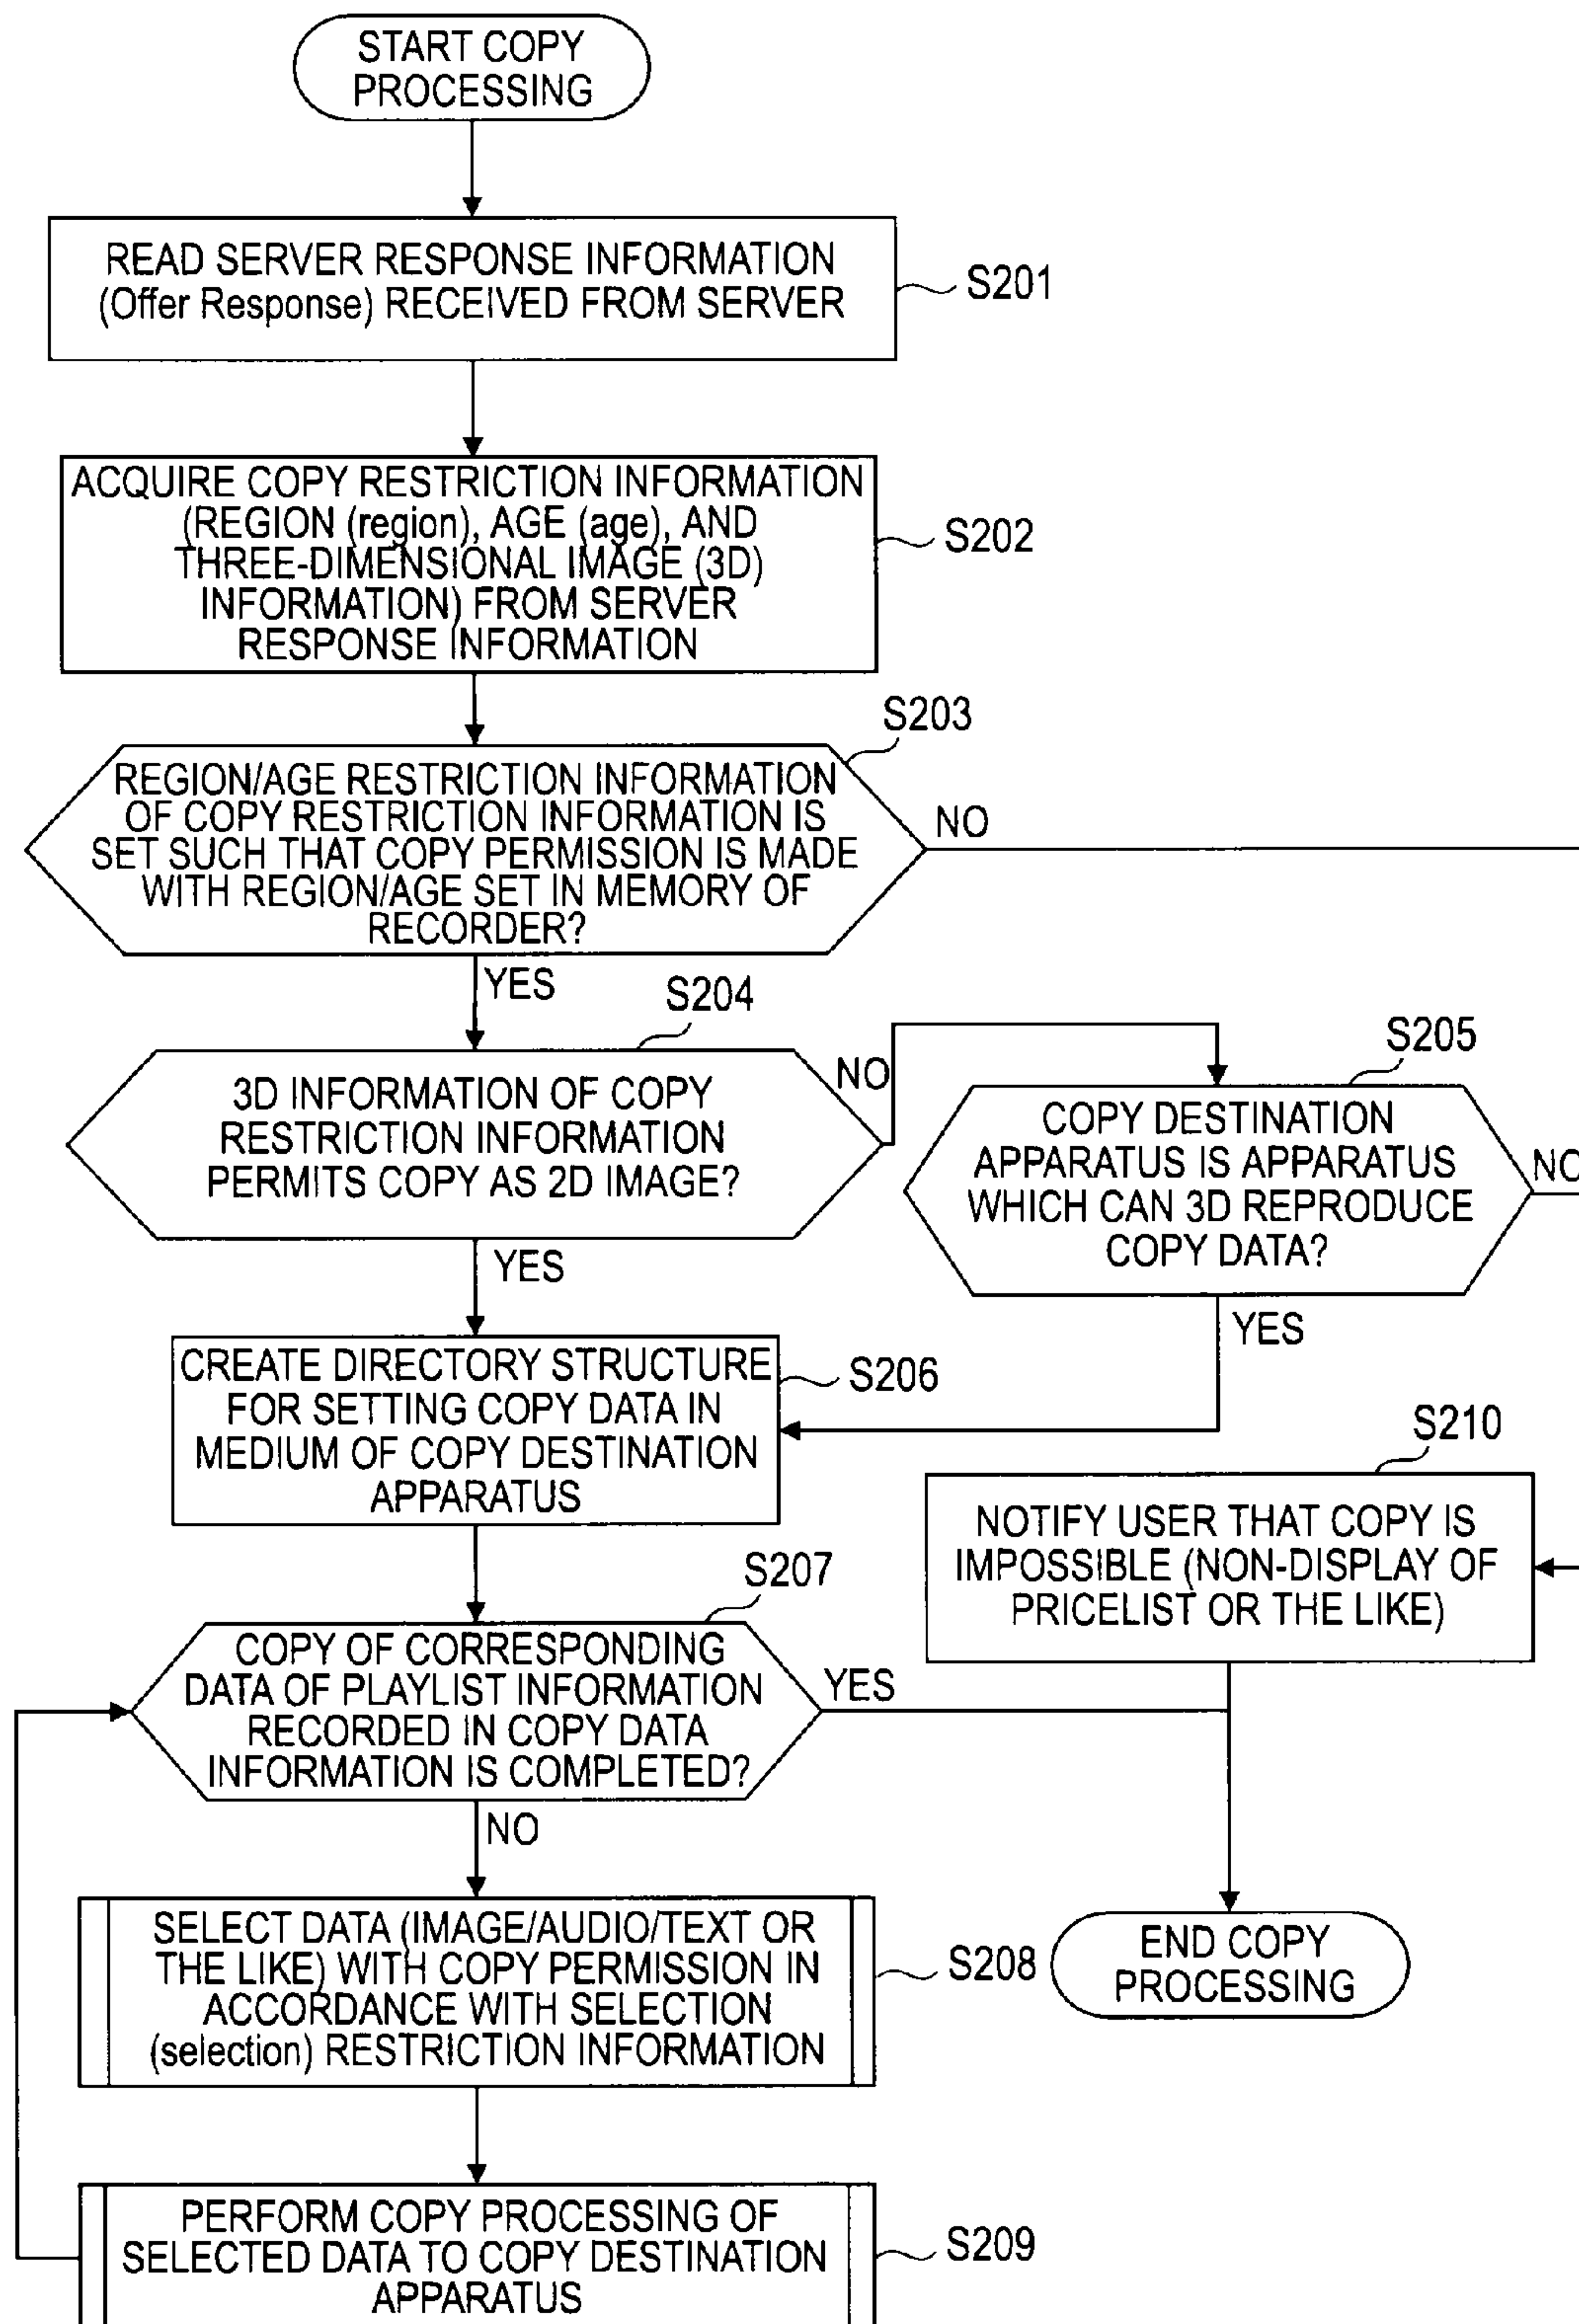 START COPY
PROCESSING
READ SERVER RESPONSE INFORMATION
(Offer Response) RECEIVED FROM SERVER
S201
ACQUIRE COPY RESTRICTION INFORMATION
(REGION (region), AGE (age), AND
THREE-DIMENSIONAL IMAGE (3D)
INFORMATION) FROM SERVER
RESPONSE INFORMATION
S202
S203
REGION/AGE RESTRICTION INFORMATION
OF COPY RESTRICTION INFORMATION IS
SET SUCH THAT COPY PERMISSION IS MADE
WITH REGION/AGE SET IN MEMORY OF
RECORDER?
NO
YES
S204
3D INFORMATION OF COPY
RESTRICTION INFORMATION
PERMITS COPY AS 2D IMAGE?
NO
YES
S205
COPY DESTINATION
APPARATUS IS APPARATUS
WHICH CAN 3D REPRODUCE
COPY DATA?
NO
YES
CREATE DIRECTORY STRUCTURE
FOR SETTING COPY DATA IN
MEDIUM OF COPY DESTINATION
APPARATUS
S206
S210
NOTIFY USER THAT COPY IS
IMPOSSIBLE (NON-DISPLAY OF
PRICELIST OR THE LIKE)
S207
COPY OF CORRESPONDING
DATA OF PLAYLIST INFORMATION
RECORDED IN COPY DATA
INFORMATION IS COMPLETED?
YES
NO
SELECT DATA (IMAGE/AUDIO/TEXT OR
THE LIKE) WITH COPY PERMISSION IN
ACCORDANCE WITH SELECTION
(selection) RESTRICTION INFORMATION
S208
END COPY
PROCESSING
PERFORM COPY PROCESSING OF
SELECTED DATA TO COPY DESTINATION
APPARATUS
S209